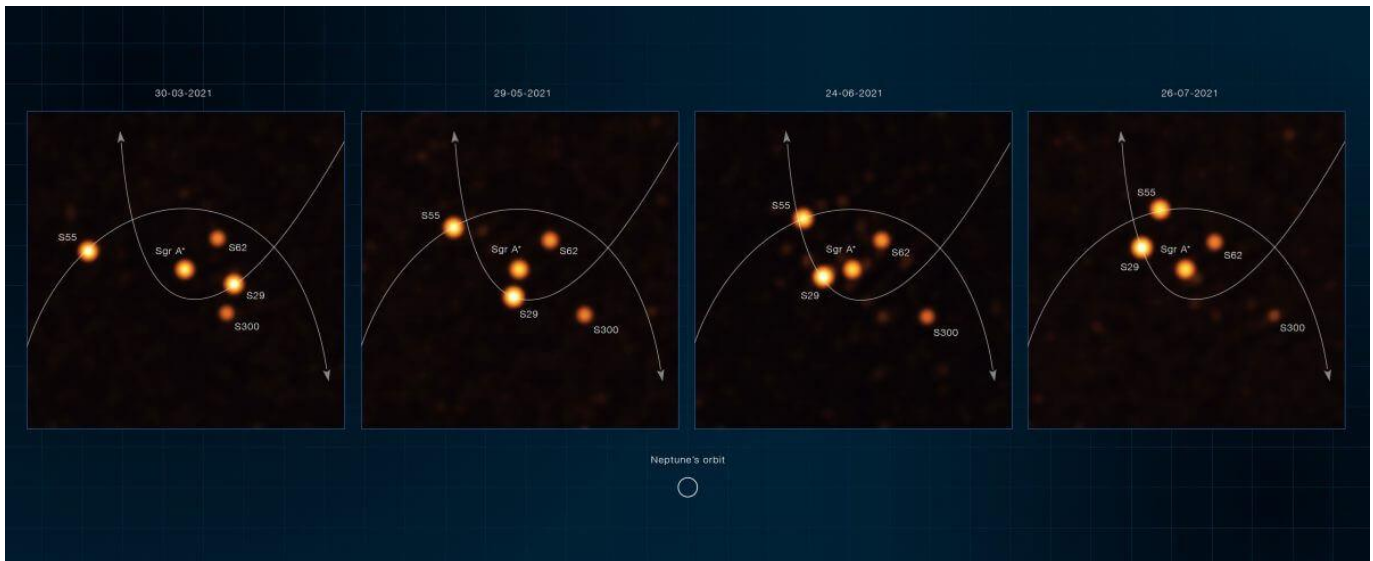 30-03-2021
29-05-2021
24-06-2021
26-07-2021
S55
Sgr A*
S62
S29
S300
S55
Sgr A*
S62
S29
S300
S55
Sgr A*
S62
S29
S300
S55
Sgr A*
S62
S29
S300
Neptune's orbit